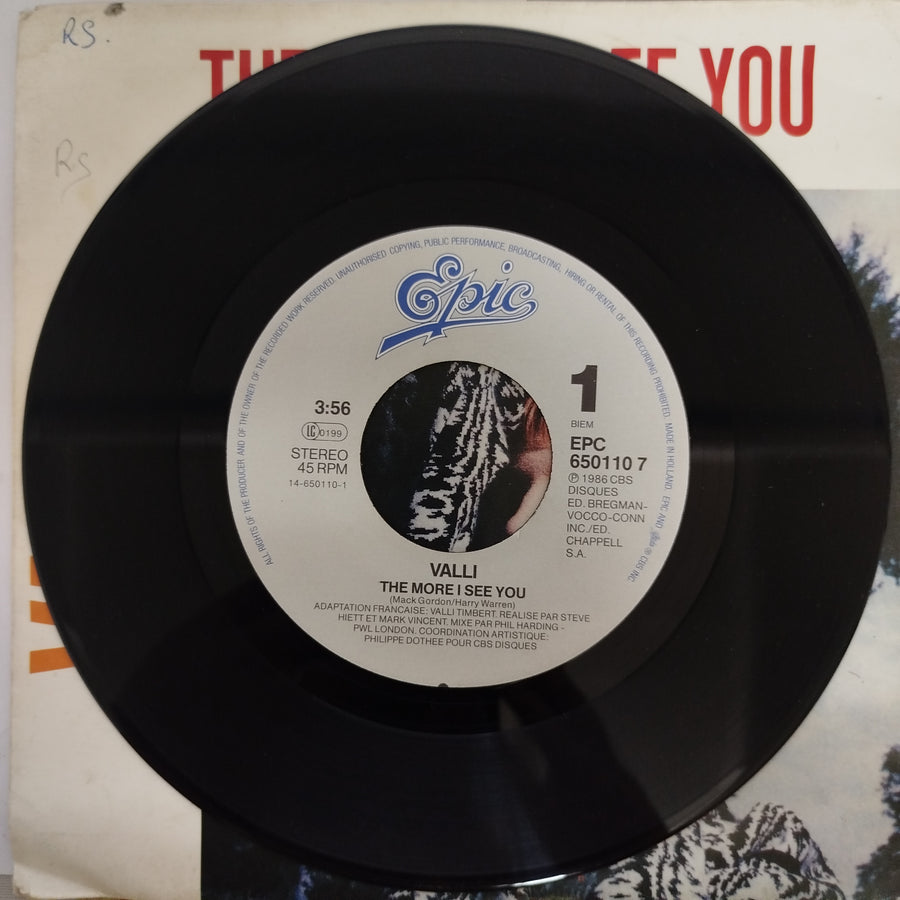 RS.
THE
EE YOU
RS
ALL RIGHTS OF THE PRODUCER AND OF THE OWNER OF THE RECORDED WORK RESERVED. UNAUTHORISED COPYING, PUBLIC PERFORMANCE, BROADCASTING, HIRING OR RENTAL OF THIS RECORDING PROHIBITED. MADE IN HOLLAND EPIC AND ® CBS INC.
Epic
3:56
LC 0199
STEREO
45 RPM
14-650110-1
1
BIEM
EPC
650110 7
Ⓟ 1986 CBS
DISQUES
ED. BREGMAN-
VOCCO-CONN
INC./ED.
CHAPPELL
S.A.
VALLI
THE MORE I SEE YOU
(Mack Gordon/Harry Warren)
ADAPTATION FRANCAISE: VALLI TIMBERT. REALISE PAR STEVE
HIETT ET MARK VINCENT. MIXE PAR PHIL HARDING -
PWL LONDON. COORDINATION ARTISTIQUE:
PHILIPPE DOTHEE POUR CBS DISQUES